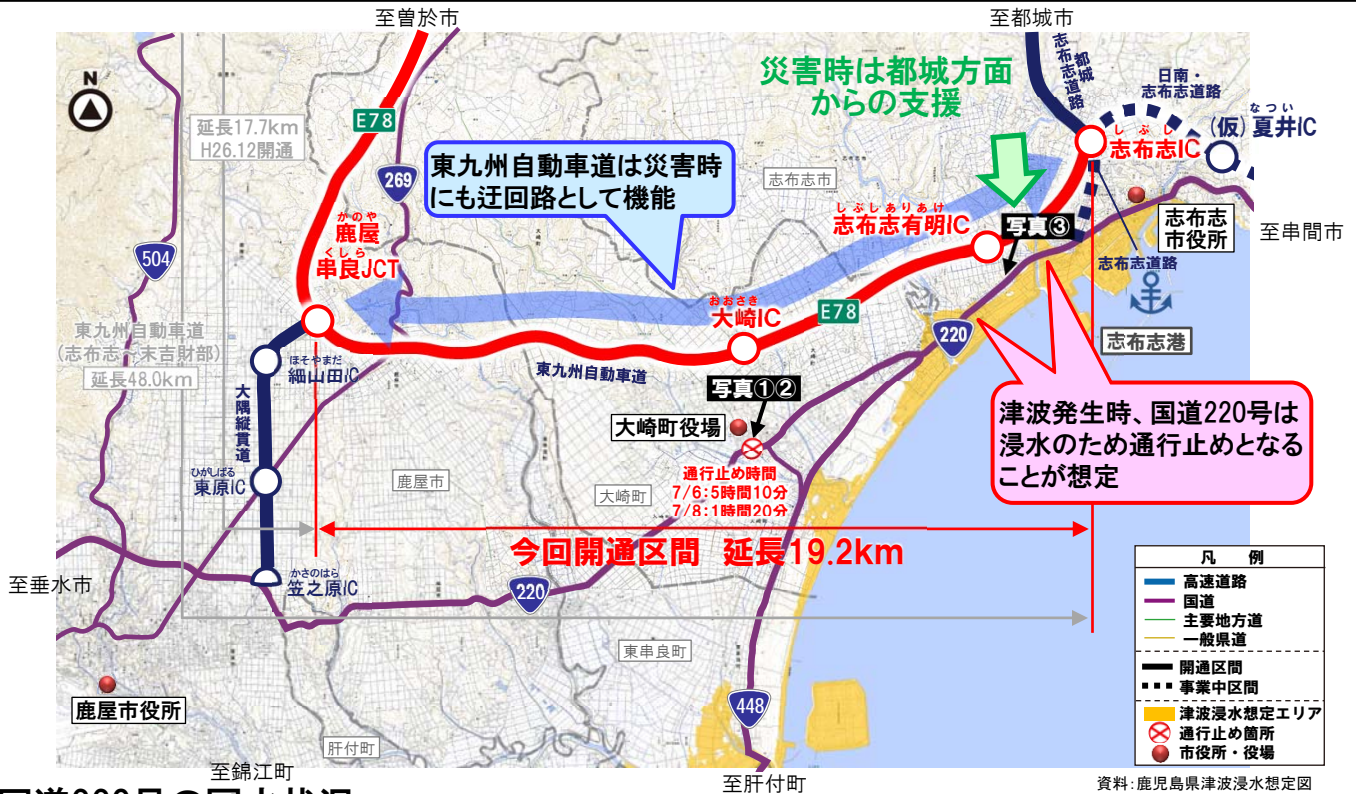 至曽於市
至都城市
災害時は都城方面
からの支援
都城
志布志道路
日南・
志布志道路
なつい
(仮)夏井IC
N
延長17.7km
H26.12開通
E78
269
東九州自動車道は災害時
にも迂回路として機能
志布志市
しぶし
志布志IC
しぶしありあけ
志布志有明IC
写真③
志布志
市役所
至串間市
504
かのや
鹿屋
くしら
串良JCT
志布志道路
おおさき
大崎IC
E78
220
志布志港
東九州自動車道
(志布志~末吉財部)
延長48.0km
ほそやまだ
細山田IC
東九州自動車道
写真①②
大隅縦貫道
大崎町役場
津波発生時、国道220号は
浸水のため通行止めとなる
ことが想定
通行止め時間
7/6:5時間10分
7/8:1時間20分
ひがしばる
東原IC
鹿屋市
大崎町
今回開通区間 延長19.2km
至垂水市
かさのはら
笠之原IC
220
東串良町
448
鹿屋市役所
肝付町
至錦江町
至肝付町
凡 例
高速道路
国道
主要地方道
一般県道
開通区間
事業中区間
津波浸水想定エリア
通行止め箇所
市役所・役場
資料:鹿児島県津波浸水想定図